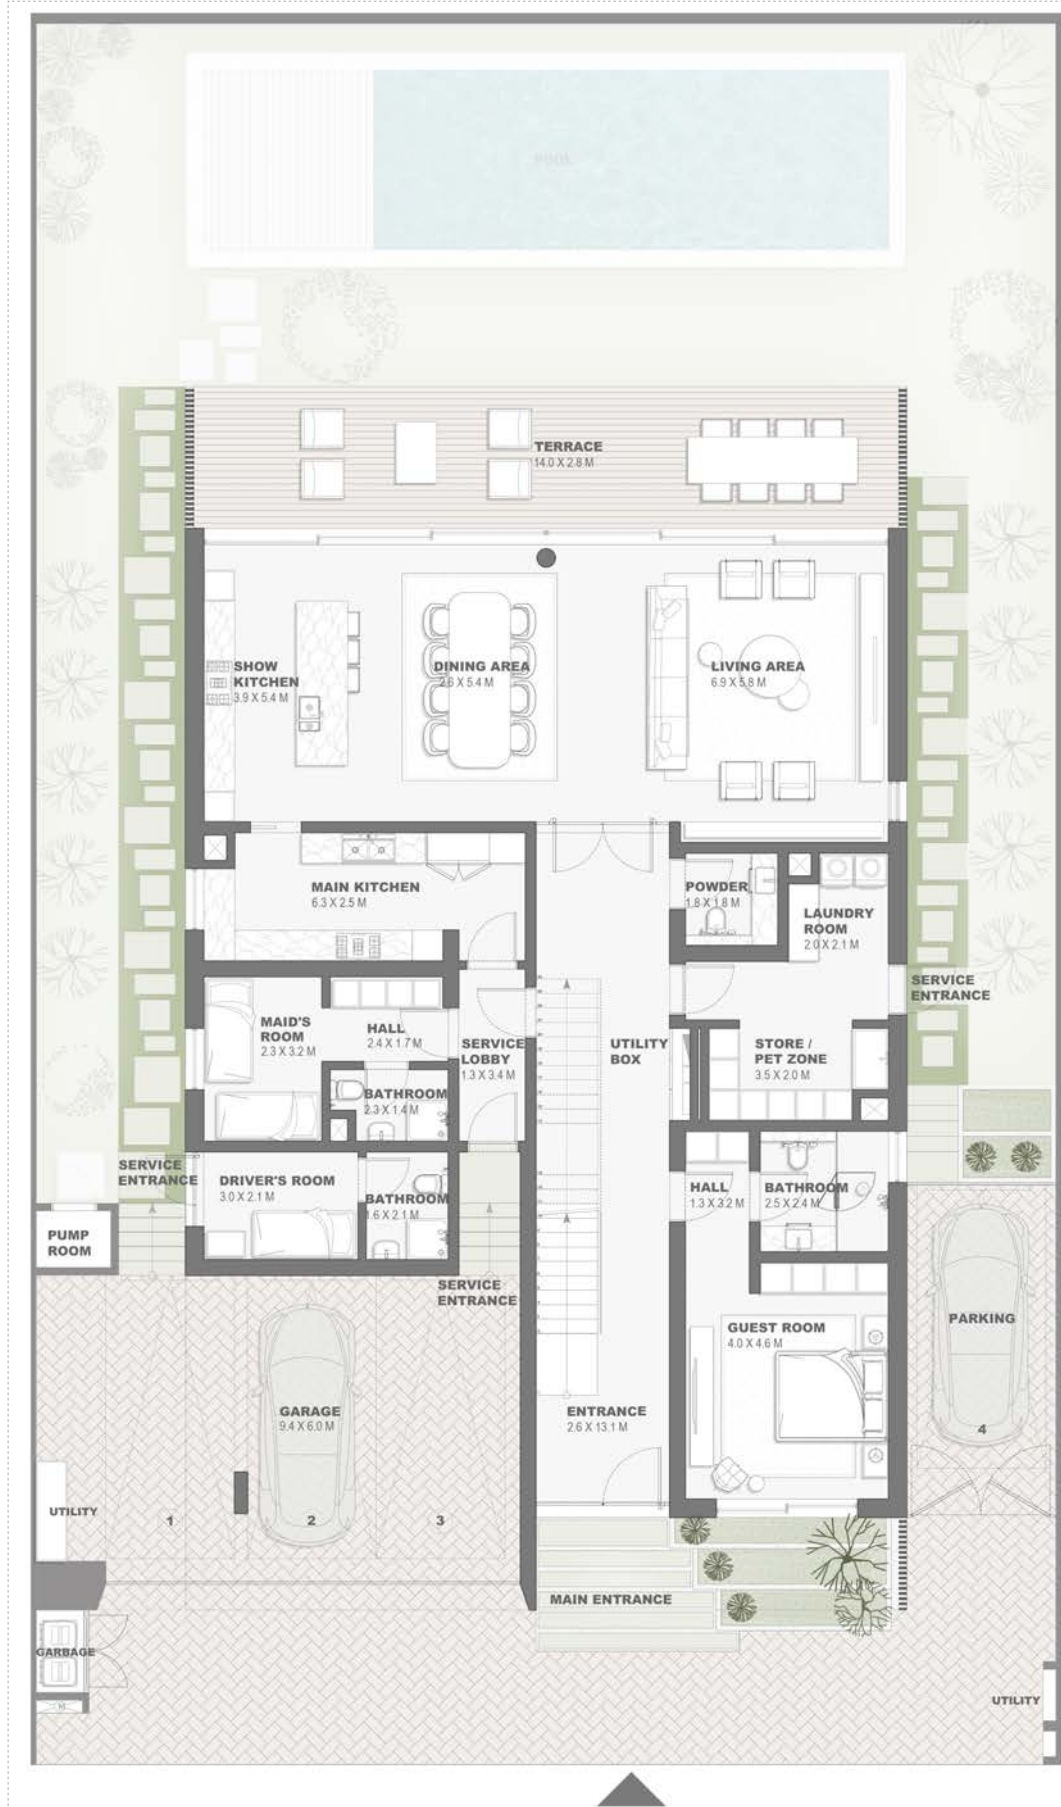 POOL
TERRACE
14.0 X 2.8 M
SHOW
KITCHEN
3.9 X 5.4 M
DINING AREA
2.6 X 5.4 M
LIVING AREA
6.9 X 5.8 M
MAIN KITCHEN
6.3 X 2.5 M
POWDER
1.8 X 1.8 M
LAUNDRY
ROOM
2.0 X 2.1 M
SERVICE
ENTRANCE
MAID'S
ROOM
2.3 X 3.2 M
HALL
2.4 X 1.7 M
SERVICE
LOBBY
1.3 X 3.4 M
UTILITY
BOX
STORE /
PET ZONE
3.5 X 2.0 M
BATHROOM
2.3 X 1.4 M
SERVICE
ENTRANCE
DRIVER'S ROOM
3.0 X 2.1 M
BATHROOM
1.6 X 2.1 M
HALL
1.3 X 3.2 M
BATHROOM
2.5 X 2.4 M
PUMP
ROOM
SERVICE
ENTRANCE
GUEST ROOM
4.0 X 4.6 M
PARKING
GARAGE
9.4 X 6.0 M
ENTRANCE
2.6 X 13.1 M
4
UTILITY
1
2
3
MAIN ENTRANCE
GARBAGE
UTILITY